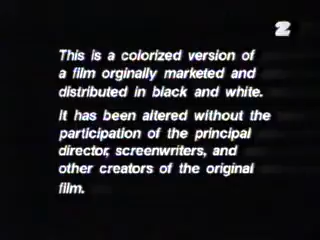 2
This is a colorized version of
a film orginally marketed and
distributed in black and white.
It has been altered without the
participation of the principal
director, screenwriters, and
other creators of the original
film.